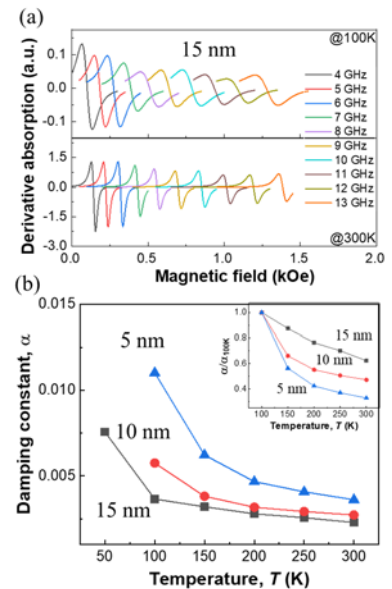 (a)
15 nm
@100K
0.1
0.0
-0.1
4 GHz
5 GHz
6 GHz
7 GHz
8 GHz
9 GHz
10 GHz
11 GHz
12 GHz
13 GHz
Derivative absorption (a.u.)
1.5
0.0
-1.5
-3.0
@300K
0.0 0.5 1.0 1.5 2.0
Magnetic field (kOe)
(b)
0.015
0.010
0.005
Damping constant, α
5 nm
10 nm
15 nm
1.0
0.8
0.6
0.4
α/α100K
15 nm
10 nm
5 nm
100 150 200 250 300
Temperature, T (K)
50 100 150 200 250 300
Temperature, T (K)